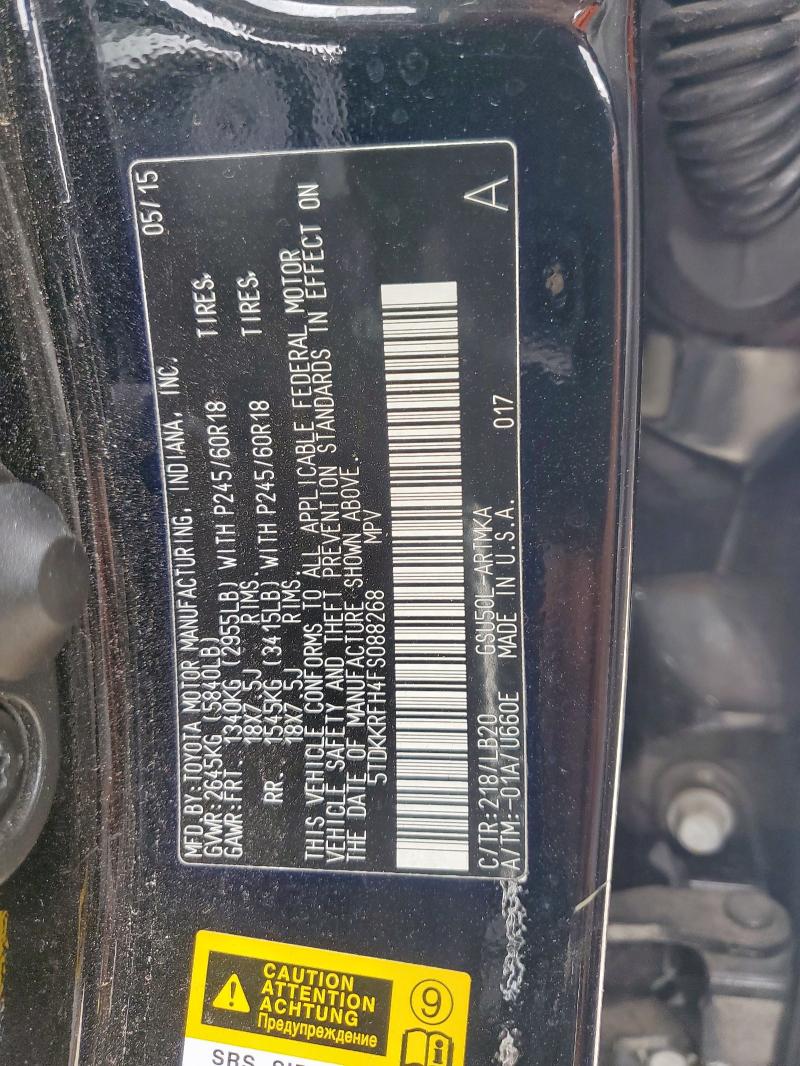 05/15
MFD.BY:TOYOTA MOTOR MANUFACTURING, INDIANA, INC.
GVWR:2645KG (5840LB)
GAWR:FRT. 1340KG (2955LB) WITH P245/60R18 TIRES,
18X7.5J RIMS.
RR. 1545KG (3415LB) WITH P245/60R18 TIRES,
18X7.5J RIMS.
THIS VEHICLE CONFORMS TO ALL APPLICABLE FEDERAL MOTOR
VEHICLE SAFETY AND THEFT PREVENTION STANDARDS IN EFFECT ON
THE DATE OF MANUFACTURE SHOWN ABOVE.
5TDKKRFH4FS088268 MPV
C/TR:218/LB20 GSU50L-ARTMKA 017 A
A/TM:-01A/U660E MADE IN U.S.A.
CAUTION
ATTENTION
ACHTUNG
Предупреждение
9
SRS